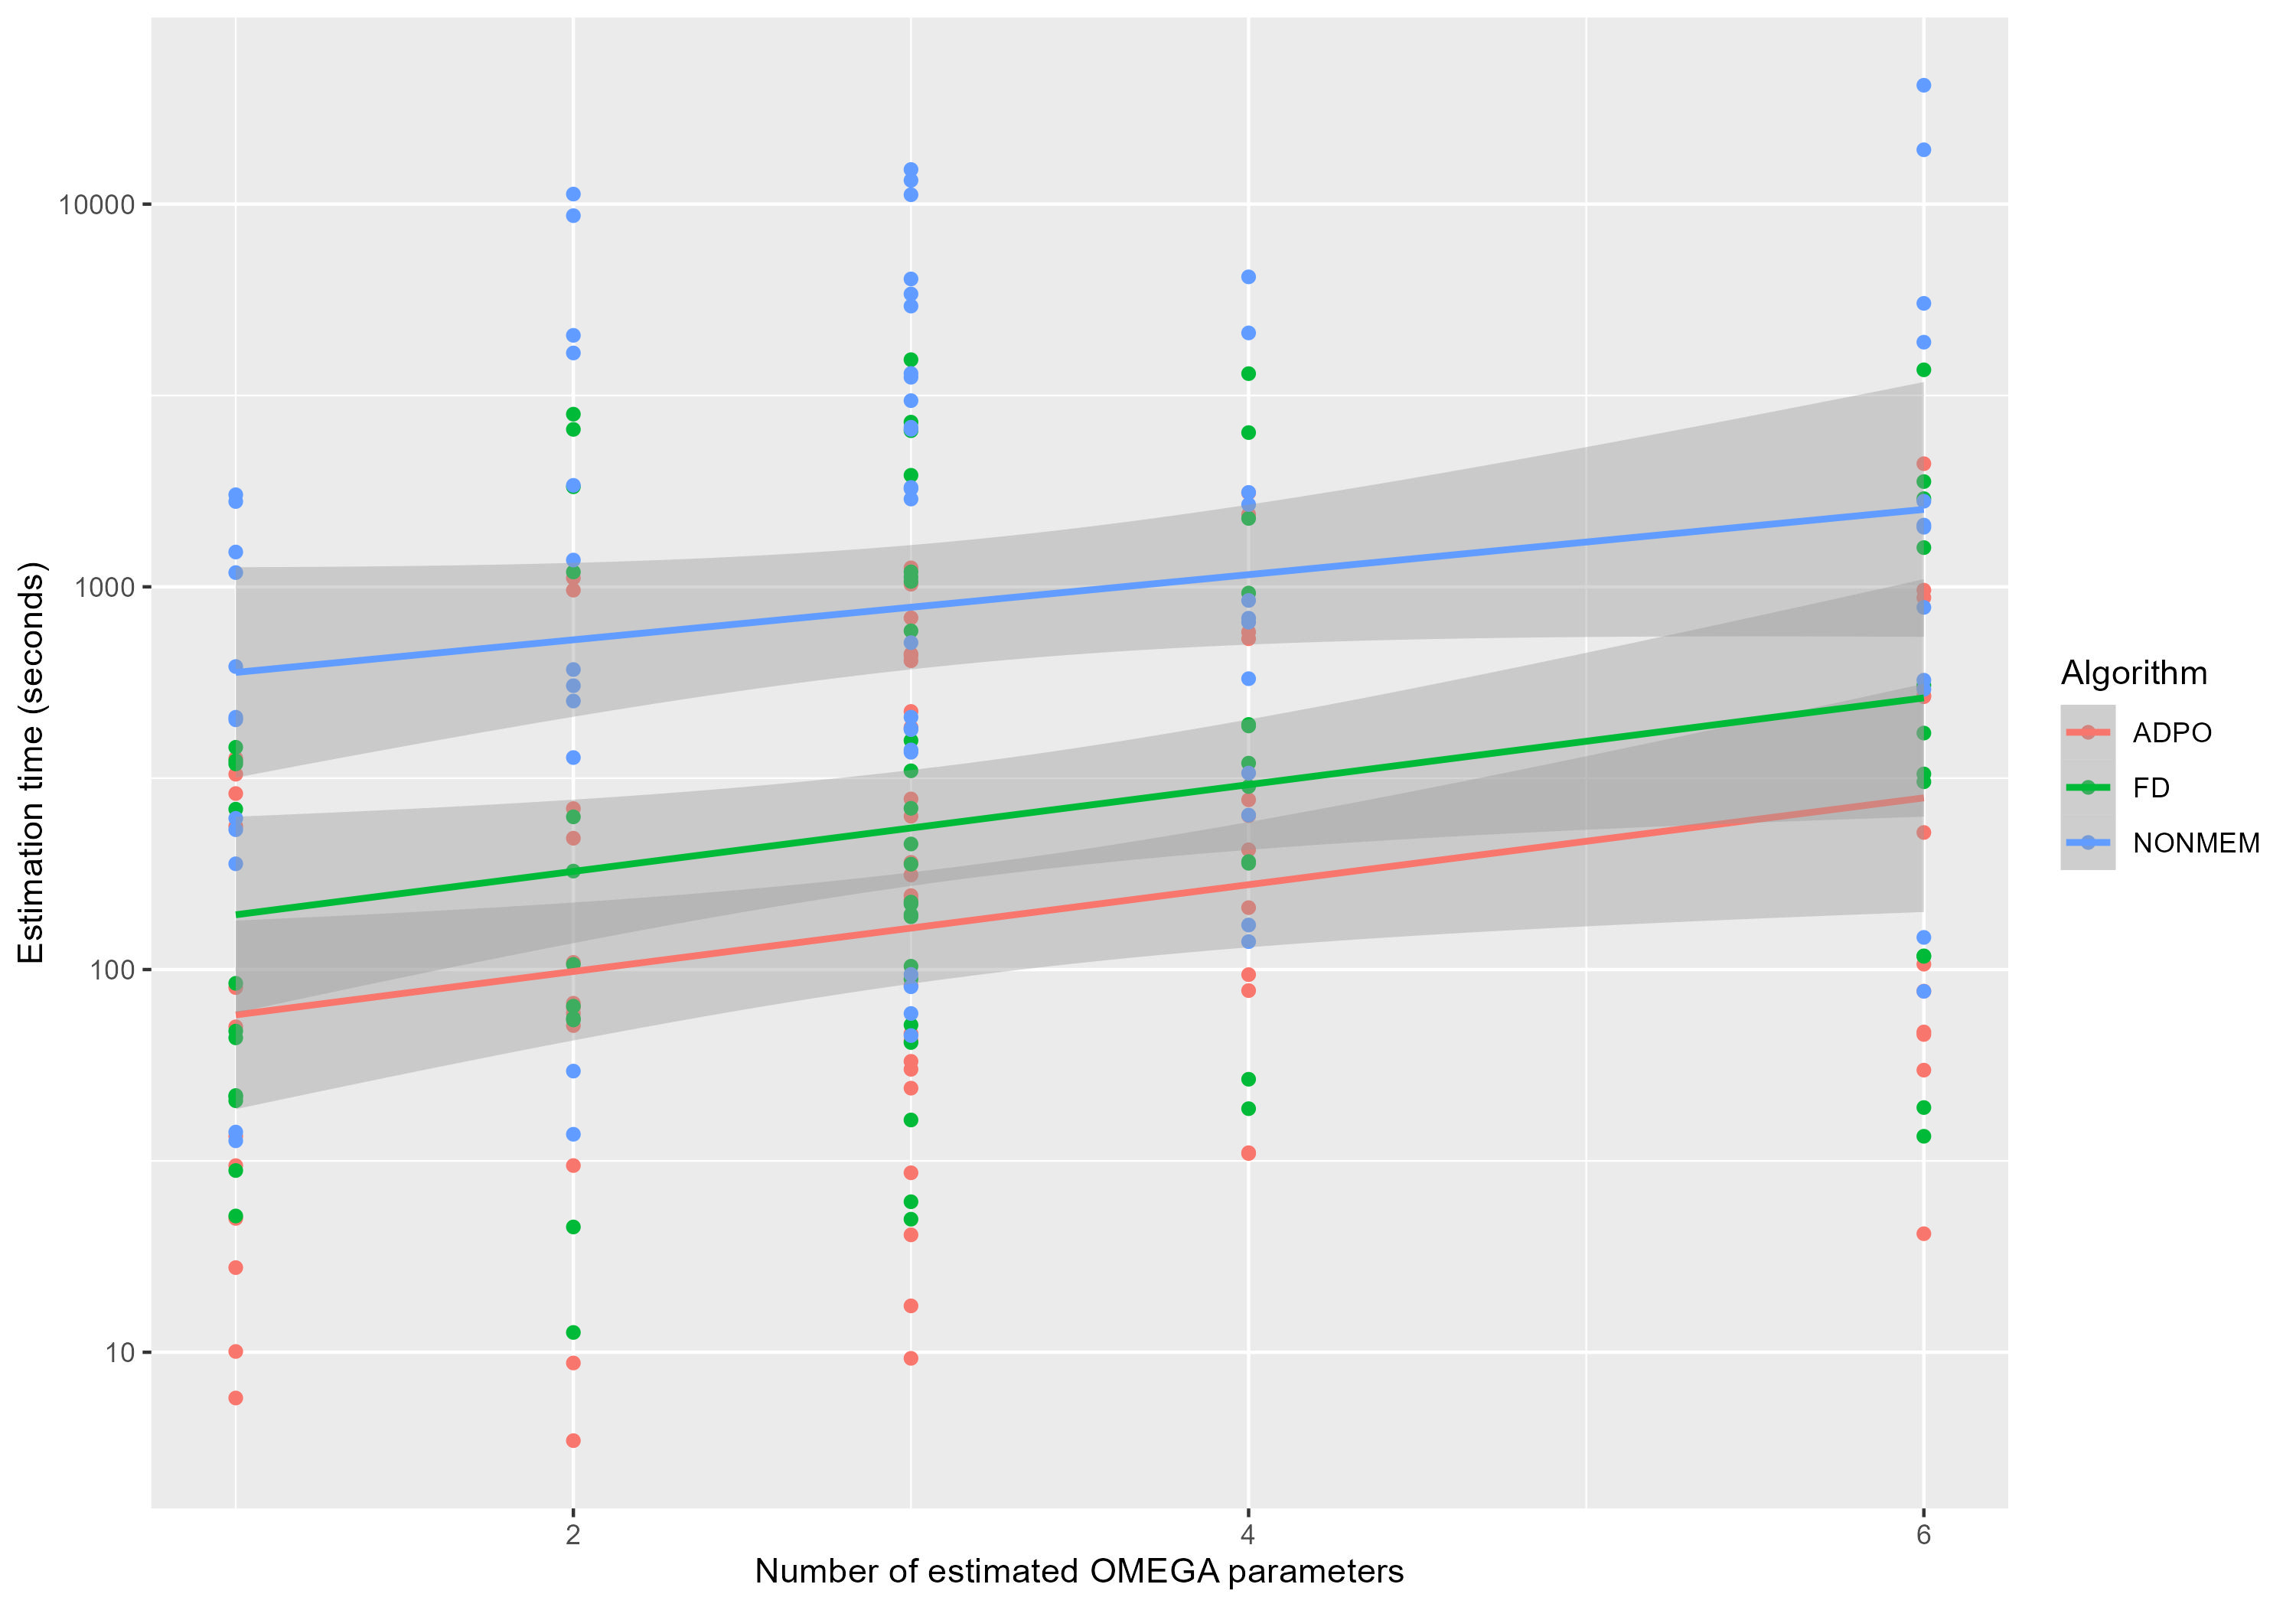 Estimation time (seconds)
10000
1000
100
10
2
4
6
Number of estimated OMEGA parameters
Algorithm
ADPO
FD
NONMEM